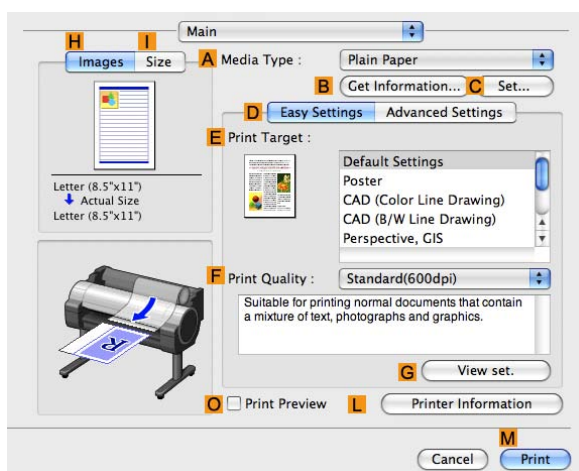 Main
H
I
Images
Size
A
Media Type :
Plain Paper
B
Get Information...
C
Set...
D
Easy Settings
Advanced Settings
E
Print Target :
Default Settings
Poster
CAD (Color Line Drawing)
CAD (B/W Line Drawing)
Perspective, GIS
Letter (8.5"x11")
Actual Size
Letter (8.5"x11")
F
Print Quality :
Standard(600dpi)
Suitable for printing normal documents that contain
a mixture of text, photographs and graphics.
R
G
View set.
O
Print Preview
L
Printer Information
M
Cancel
Print